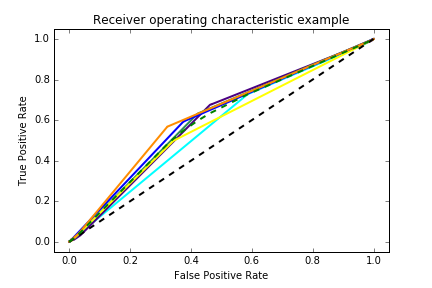 Receiver operating characteristic example
1.0
0.8
0.6
0.4
0.2
0.0
True Positive Rate
0.0 0.2 0.4 0.6 0.8 1.0
False Positive Rate